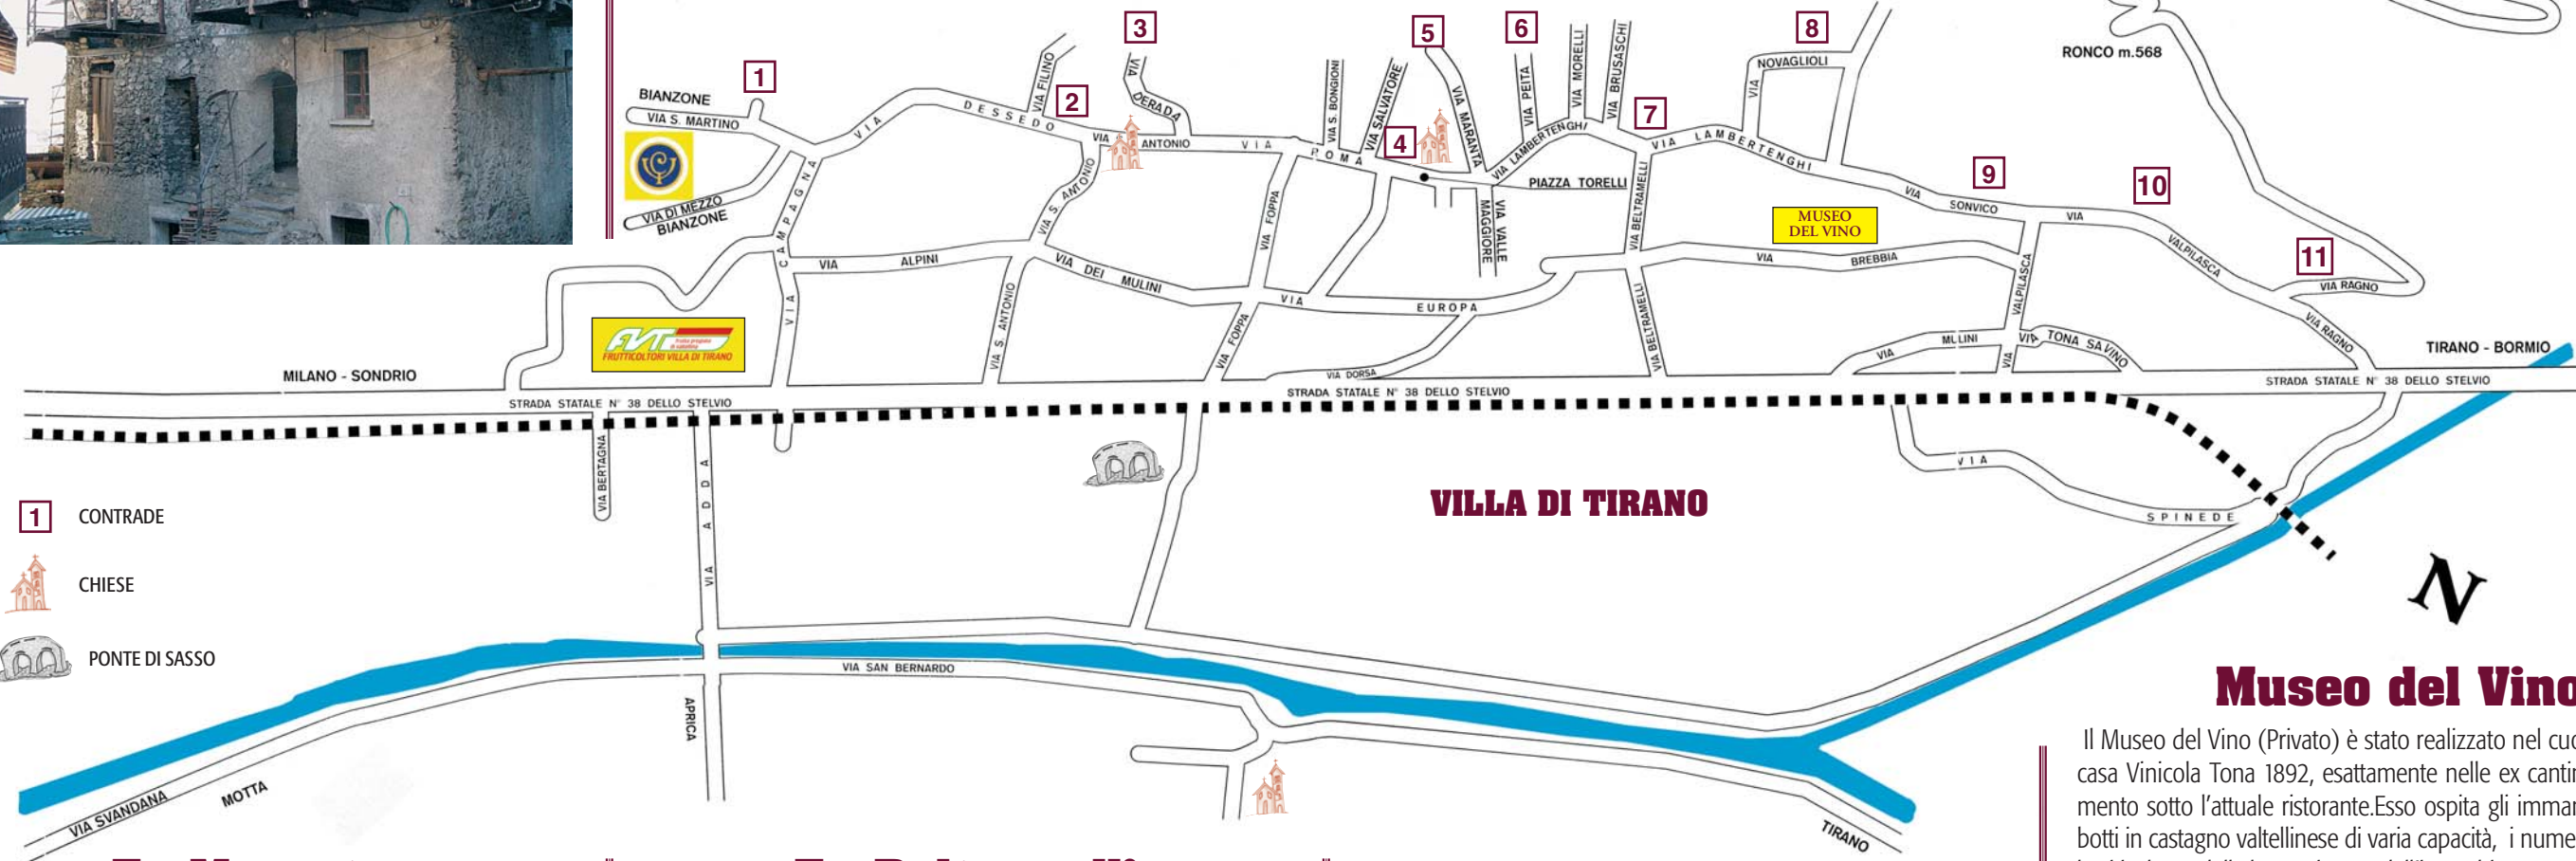 1
2
3
4
5
6
7
8
9
10
11
RONCO m.568
BIANZONE
VIA S. MARTINO
VIA DI MEZZO
BIANZONE
VIA DESSEDO
VIA FILINO
VIA DERADA
VIA ANTONIO
VIA S. ANTONIO
VIA ROMA
VIA S. BONGIONI
VIA SALVATORE
VIA MARANTA
VIA PEITA
VIA MORELLI
VIA BRUSASCHI
VIA LAMBERTENGHI
PIAZZA TORELLI
VIA VALLE
MAGGIORE
VIA BELTRAMELLI
VIA LAMBERTENGHI
VIA NOVAGLIOLI
VIA SONVICO
VIA VALPILASCA
MUSEO
DEL VINO
VIA RAGNO
VIA RAGNO
VIA CAMPAGNA
VIA ALPINI
VIA S. ANTONIO
VIA DEI MULINI
VIA FOPPA
VIA FOPPA
VIA EUROPA
VIA DORSA
VIA BELTRAMELLI
VIA BREBBIA
VIA VALPILASCA
VIA MULINI
VIA TONA SAVINO
FVT
FRUTTICOLTORI VILLA DI TIRANO
MILANO - SONDRIO
TIRANO - BORMIO
STRADA STATALE N° 38 DELLO STELVIO
STRADA STATALE N° 38 DELLO STELVIO
STRADA STATALE N° 38 DELLO STELVIO
VIA BERTAGNA
VIA ADDA
VIA SPINEDE
VILLA DI TIRANO
1 CONTRADE
CHIESE
PONTE DI SASSO
N
VIA SAN BERNARDO
APRICA
VIA SVANDANA
MOTTA
TIRANO
Museo del Vino
Il Museo del Vino (Privato) è stato realizzato nel
casa Vinicola Tona 1892, esattamente nelle ex
mento sotto l'attuale ristorante.Esso ospita gli
botti in castagno valtellinese di varia capacità, i